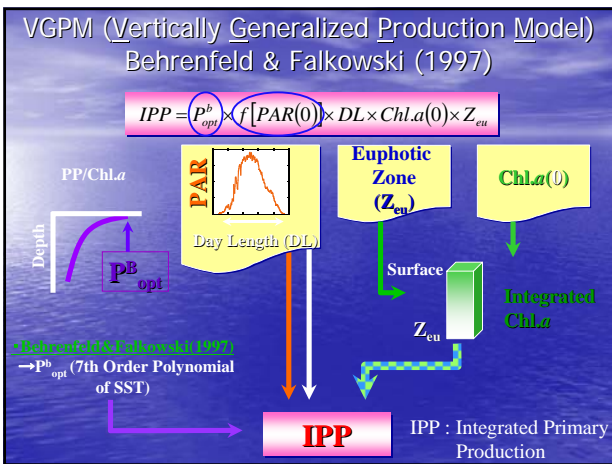 VGPM (Vertically Generalized Production Model)
Behrenfeld & Falkowski (1997)
IPP = P^b_opt × f[PAR(0)] × DL × Chl.a(0) × Z_eu
PP/Chl.a
Depth
P^B_opt
PAR
Day Length (DL)
Euphotic
Zone
(Z_eu)
Chl.a(0)
Surface
Z_eu
Integrated
Chl.a
•Behrenfeld&Falkowski(1997)
→P^b_opt (7th Order Polynomial
of SST)
IPP
IPP : Integrated Primary
Production